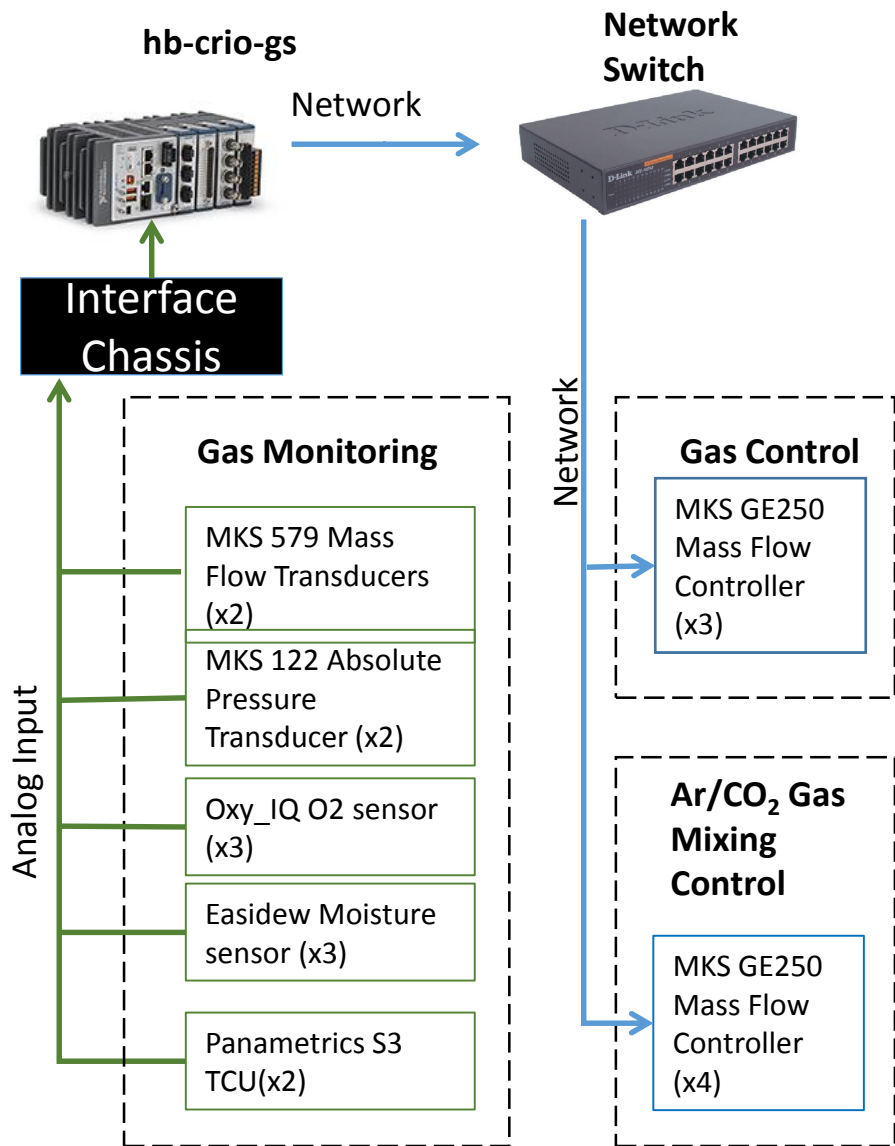 hb-crio-gs
Network
Switch
Network
D-Link
D-Link
Interface
Chassis
Network
Analog Input
Gas Monitoring
MKS 579 Mass
Flow Transducers
(x2)
MKS 122 Absolute
Pressure
Transducer (x2)
Oxy_IQ O2 sensor
(x3)
Easidew Moisture
sensor (x3)
Panametrics S3
TCU(x2)
Gas Control
MKS GE250
Mass Flow
Controller
(x3)
Ar/CO₂ Gas
Mixing
Control
MKS GE250
Mass Flow
Controller
(x4)